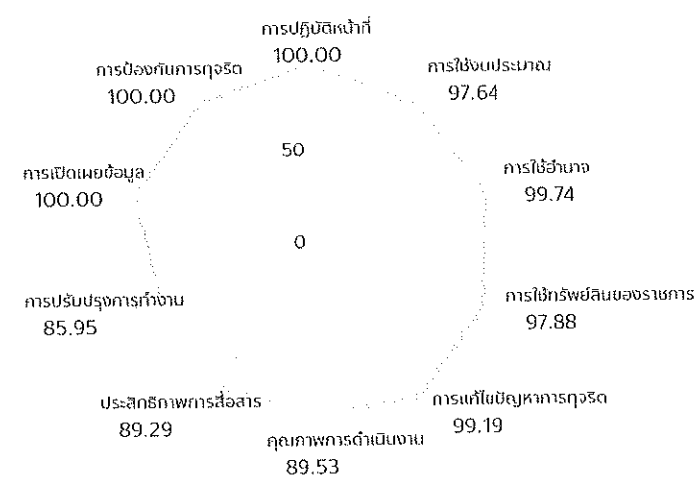 การปฏิบัติหน้าที่
100.00
การใช้งบประมาณ
97.64
การใช้อำนาจ
99.74
การใช้ทรัพย์สินของราชการ
97.88
การแก้ไขปัญหาการทุจริต
99.19
คุณภาพการดำเนินงาน
89.53
ประสิทธิภาพการสื่อสาร
89.29
การปรับปรุงการทำงาน
85.95
การเปิดเผยข้อมูล
100.00
การป้องกันการทุจริต
100.00
50
0